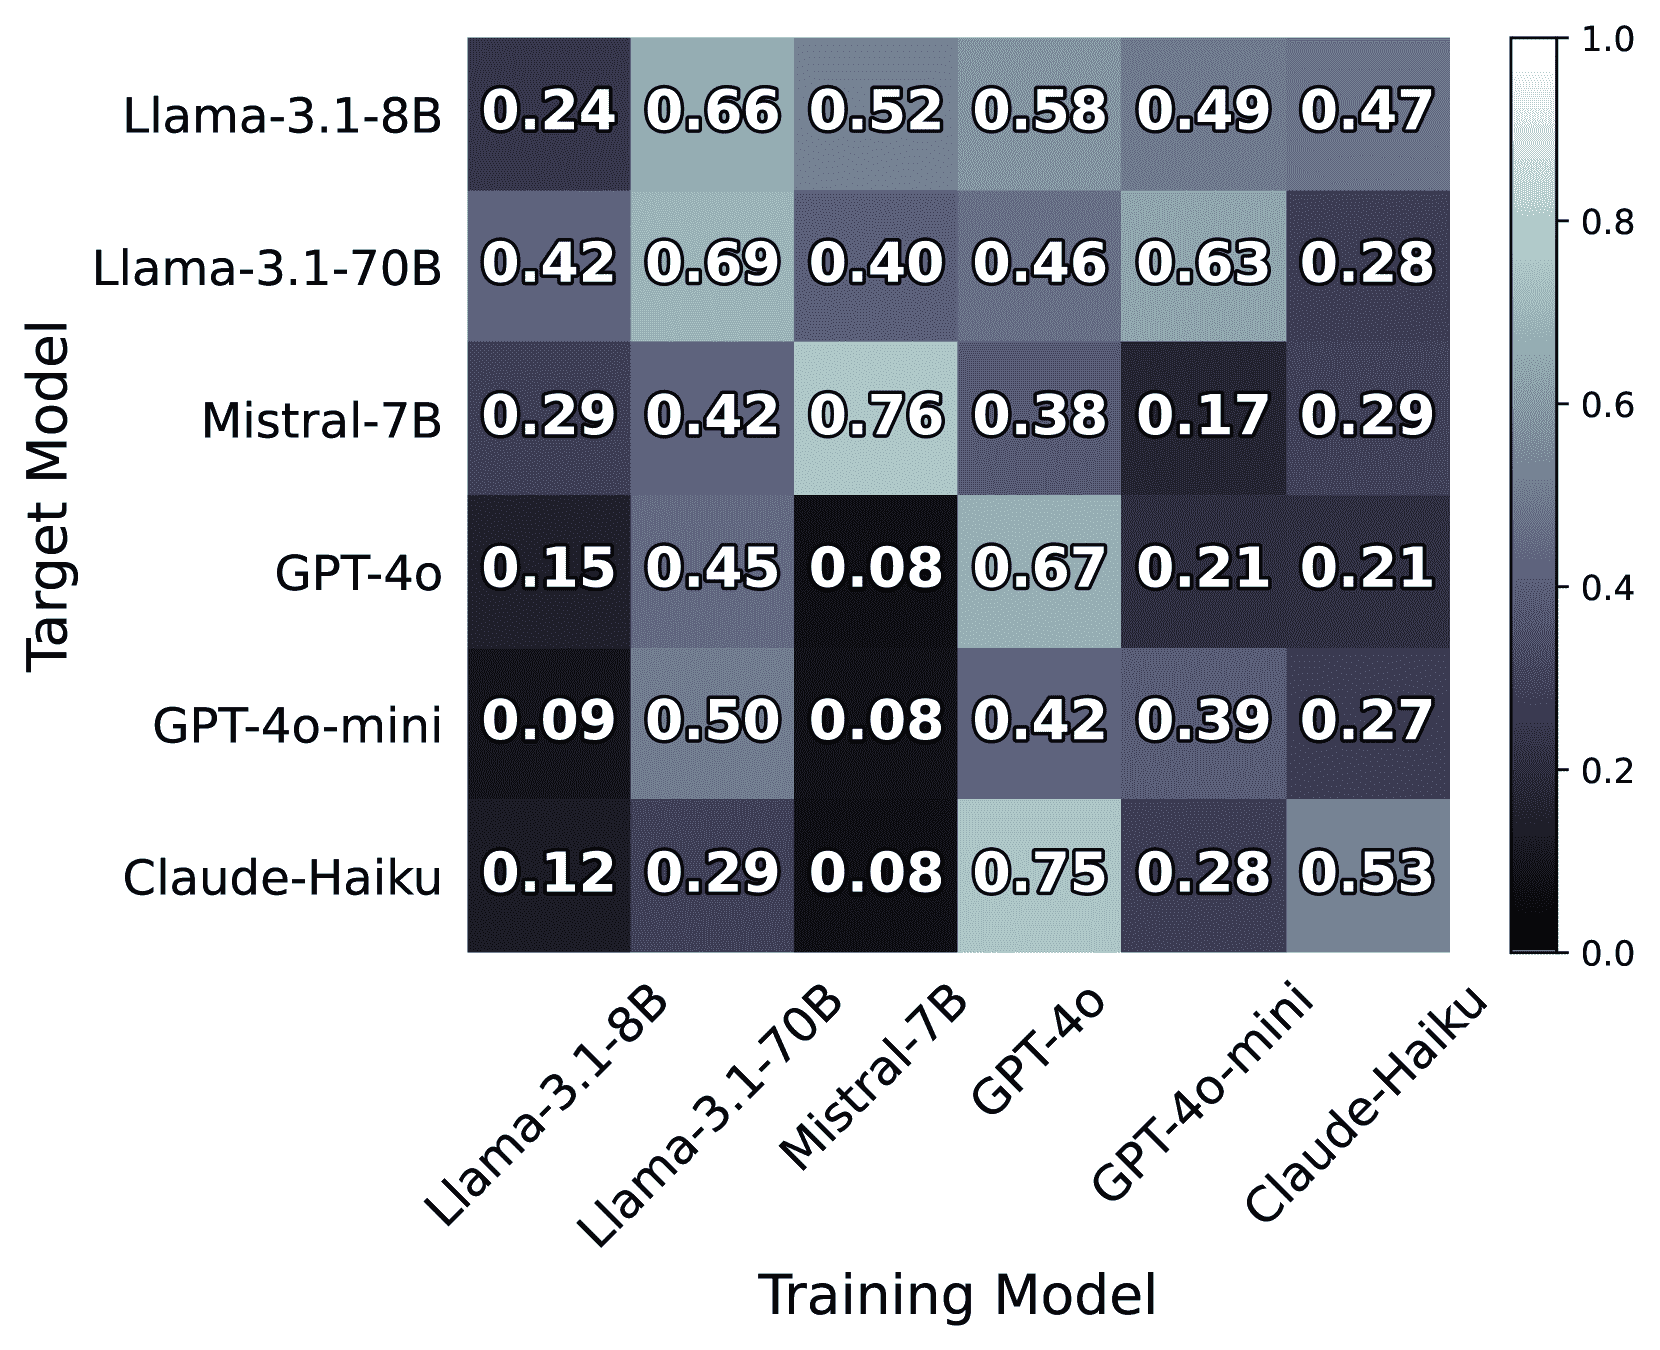 Target Model
Llama-3.1-8B 0.24 0.66 0.52 0.58 0.49 0.47
Llama-3.1-70B 0.42 0.69 0.40 0.46 0.63 0.28
Mistral-7B 0.29 0.42 0.76 0.38 0.17 0.29
GPT-4o 0.15 0.45 0.08 0.67 0.21 0.21
GPT-4o-mini 0.09 0.50 0.08 0.42 0.39 0.27
Claude-Haiku 0.12 0.29 0.08 0.75 0.28 0.53
Llama-3.1-8B
Llama-3.1-70B
Mistral-7B
GPT-4o
GPT-4o-mini
Claude-Haiku
Training Model
1.0
0.8
0.6
0.4
0.2
0.0